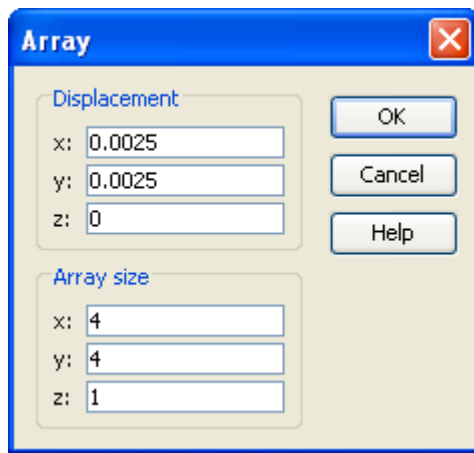 Array
Displacement
x: 0.0025
y: 0.0025
z: 0
Array size
x: 4
y: 4
z: 1
OK
Cancel
Help